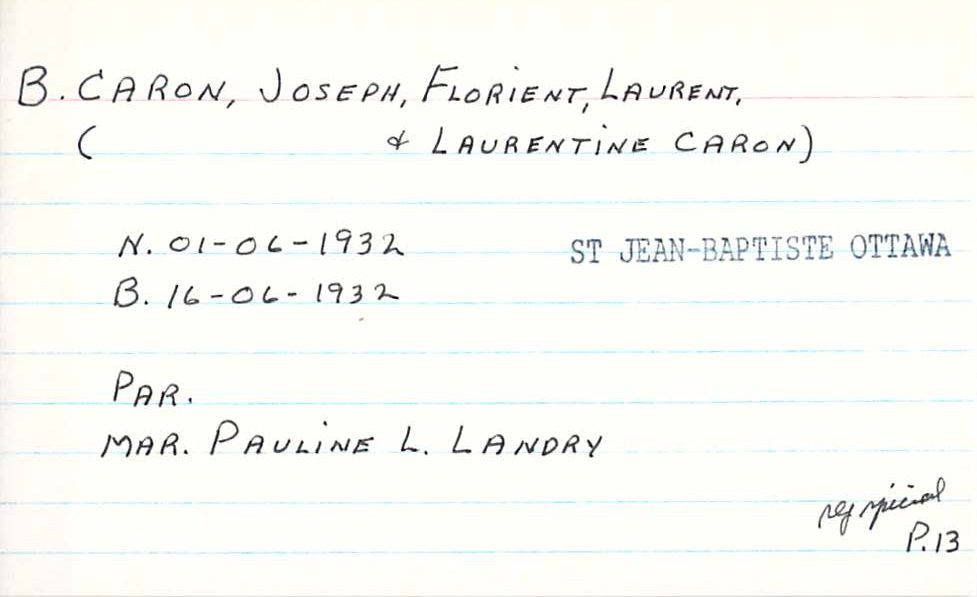 B. CARON, JOSEPH, FLORIENT, LAURENT,
( & LAURENTINE CARON)
N. 01-06-1932 ST JEAN-BAPTISTE OTTAWA
B. 16-06-1932
PAR.
MAR. PAULINE L. LANDRY
reg spécial
P.13